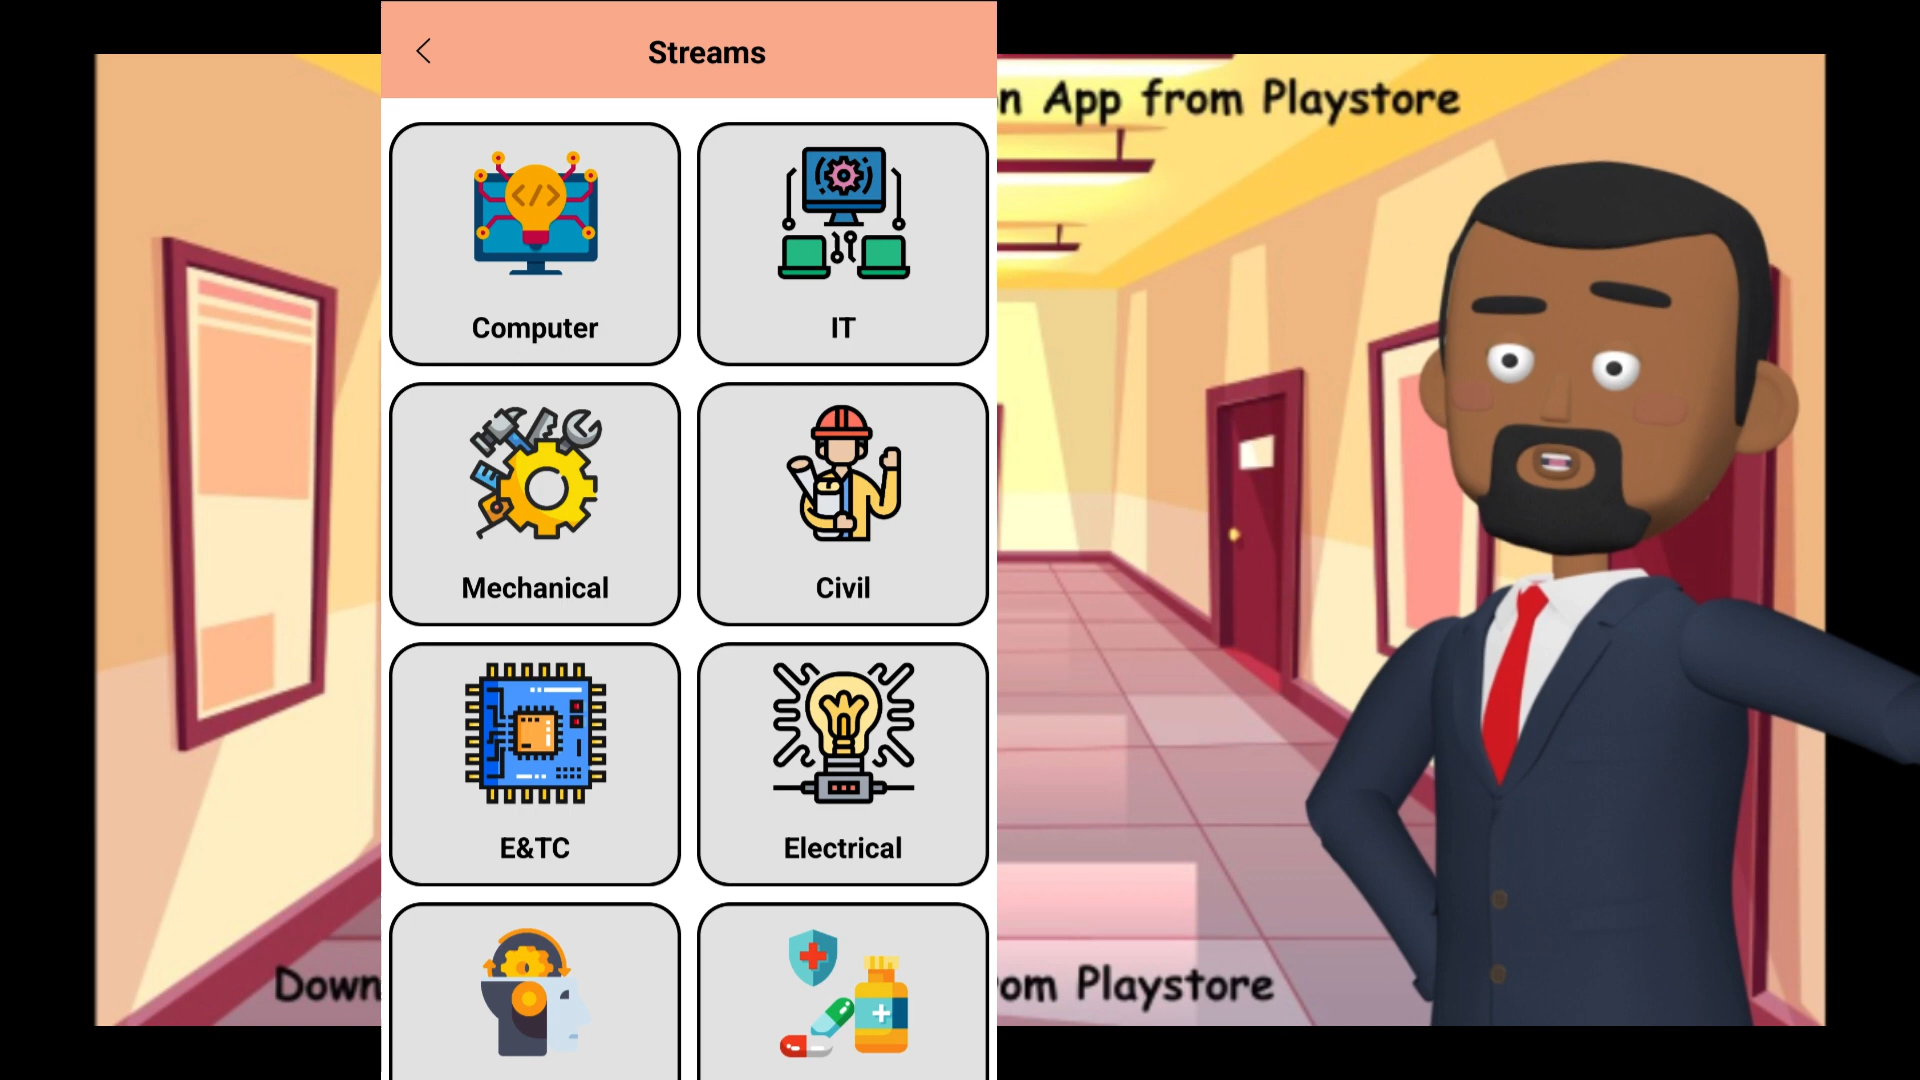 Streams
n App from Playstore
Computer
IT
Mechanical
Civil
E&TC
Electrical
Down
om Playstore